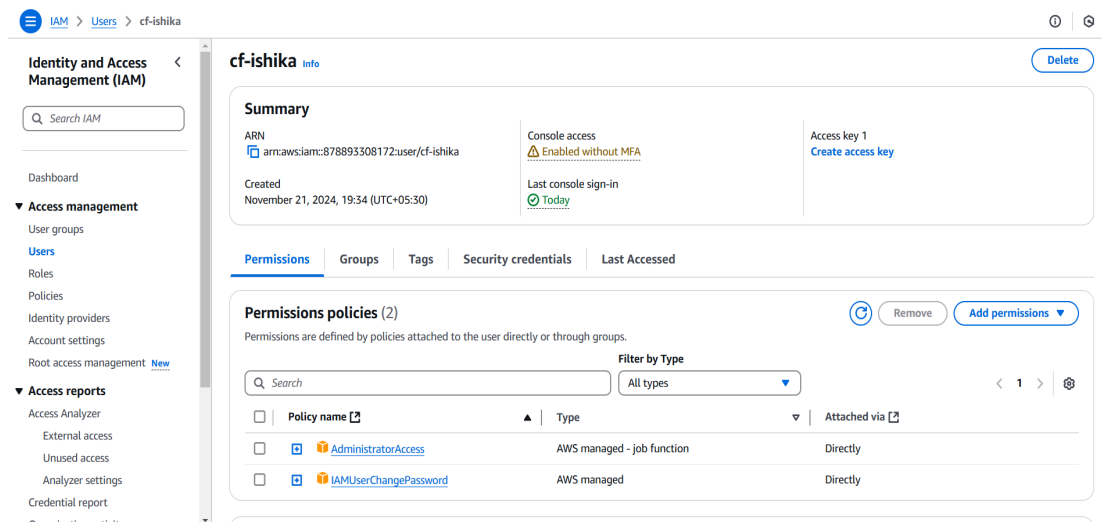 IAM > Users > cf-ishika
Identity and Access Management (IAM)
Search IAM
Dashboard
Access management
User groups
Users
Roles
Policies
Identity providers
Account settings
Root access management New
Access reports
Access Analyzer
External access
Unused access
Analyzer settings
Credential report
cf-ishika Info
Delete
Summary
ARN
arn:aws:iam::878893308172:user/cf-ishika
Console access
Enabled without MFA
Access key 1
Create access key
Created
November 21, 2024, 19:34 (UTC+05:30)
Last console sign-in
Today
Permissions Groups Tags Security credentials Last Accessed
Permissions policies (2)
Remove
Add permissions
Permissions are defined by policies attached to the user directly or through groups.
Filter by Type
Search
All types
1
Policy name Type Attached via
AdministratorAccess AWS managed - job function Directly
IAMUserChangePassword AWS managed Directly